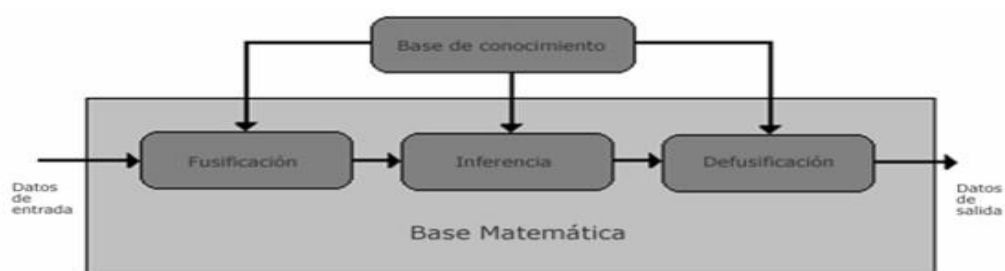 Base de conocimiento
Fusificación
Inferencia
Defusificación
Datos
de
entrada
Datos
de
salida
Base Matemática